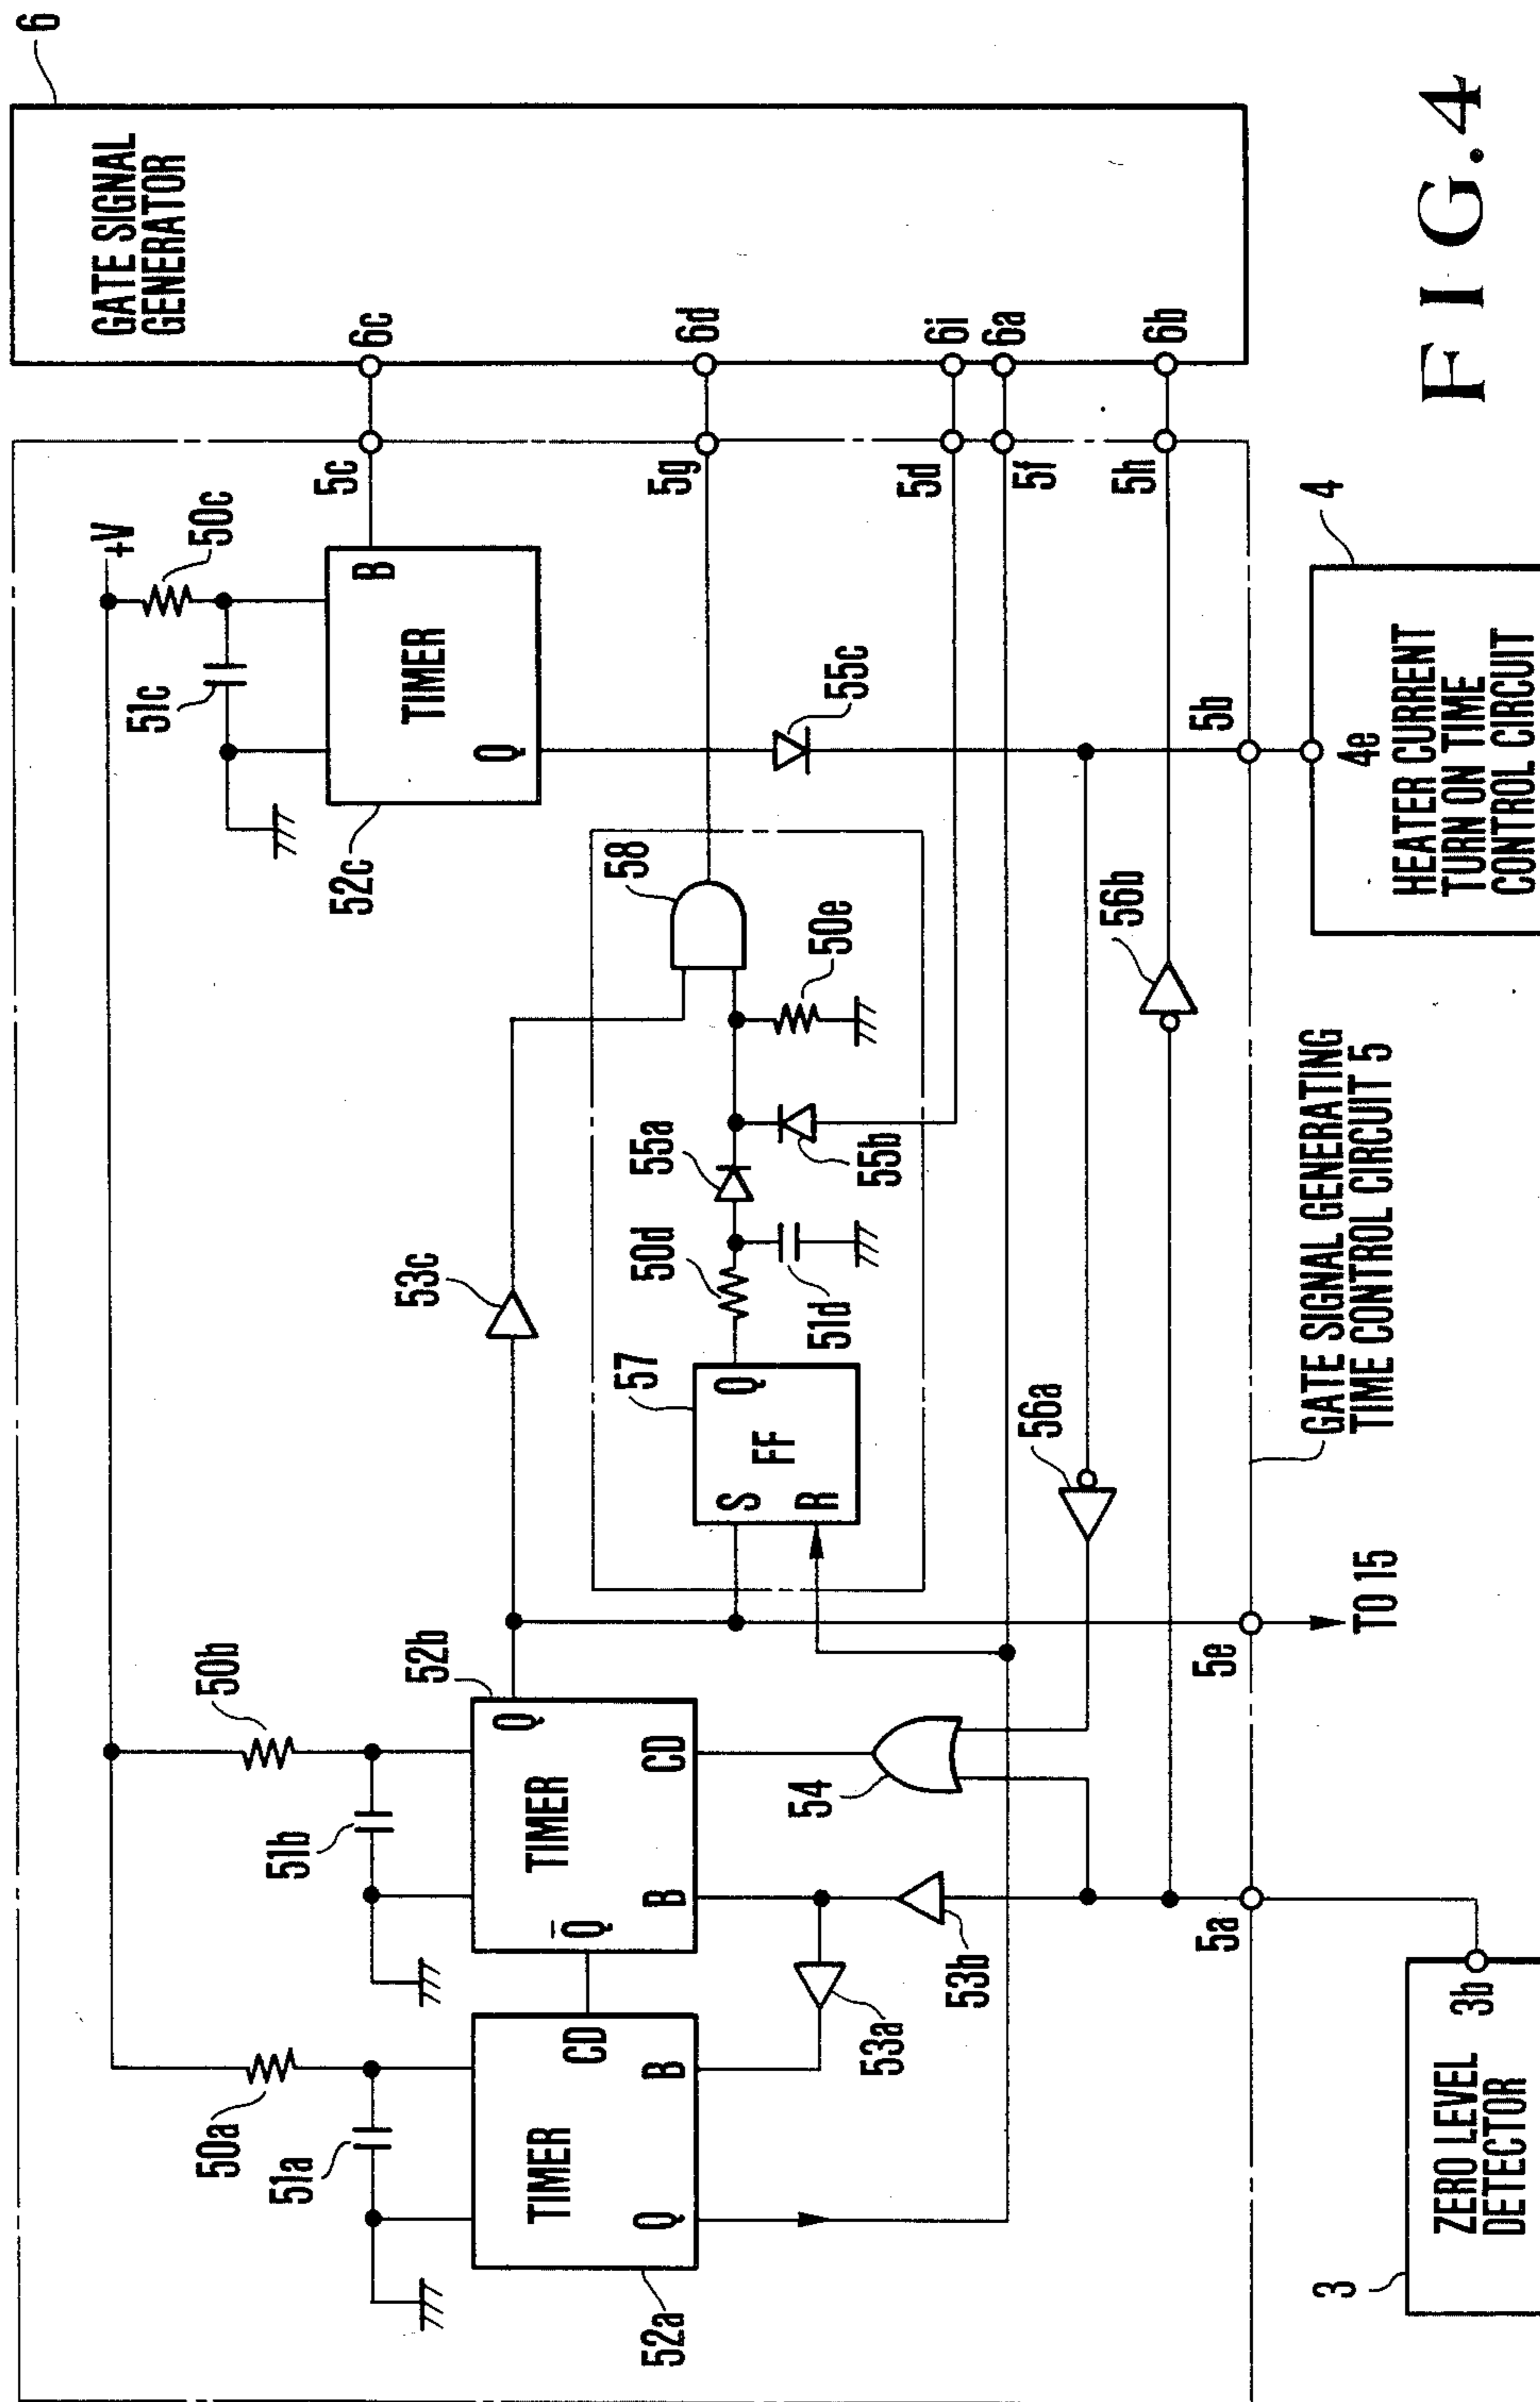 6
GATE SIGNAL
GENERATOR
6c
6d
6i
6a
6b
5c
5g
5d
5f
5h
+V
50c
51c
B
TIMER
Q
52c
55c
5b
4
4e
HEATER CURRENT
TURN ON TIME
CONTROL CIRCUIT
58
50e
56b
55a
55b
50d
51d
53c
57
Q
FF
S
R
56a
GATE SIGNAL GENERATING
TIME CONTROL CIRCUIT 5
TO 15
5e
50b
51b
52b
Q
TIMER
CD
Q̅
B
54
53b
53a
5a
50a
51a
CD
TIMER
B
Q
52a
3b
ZERO LEVEL
DETECTOR
3
FIG.4